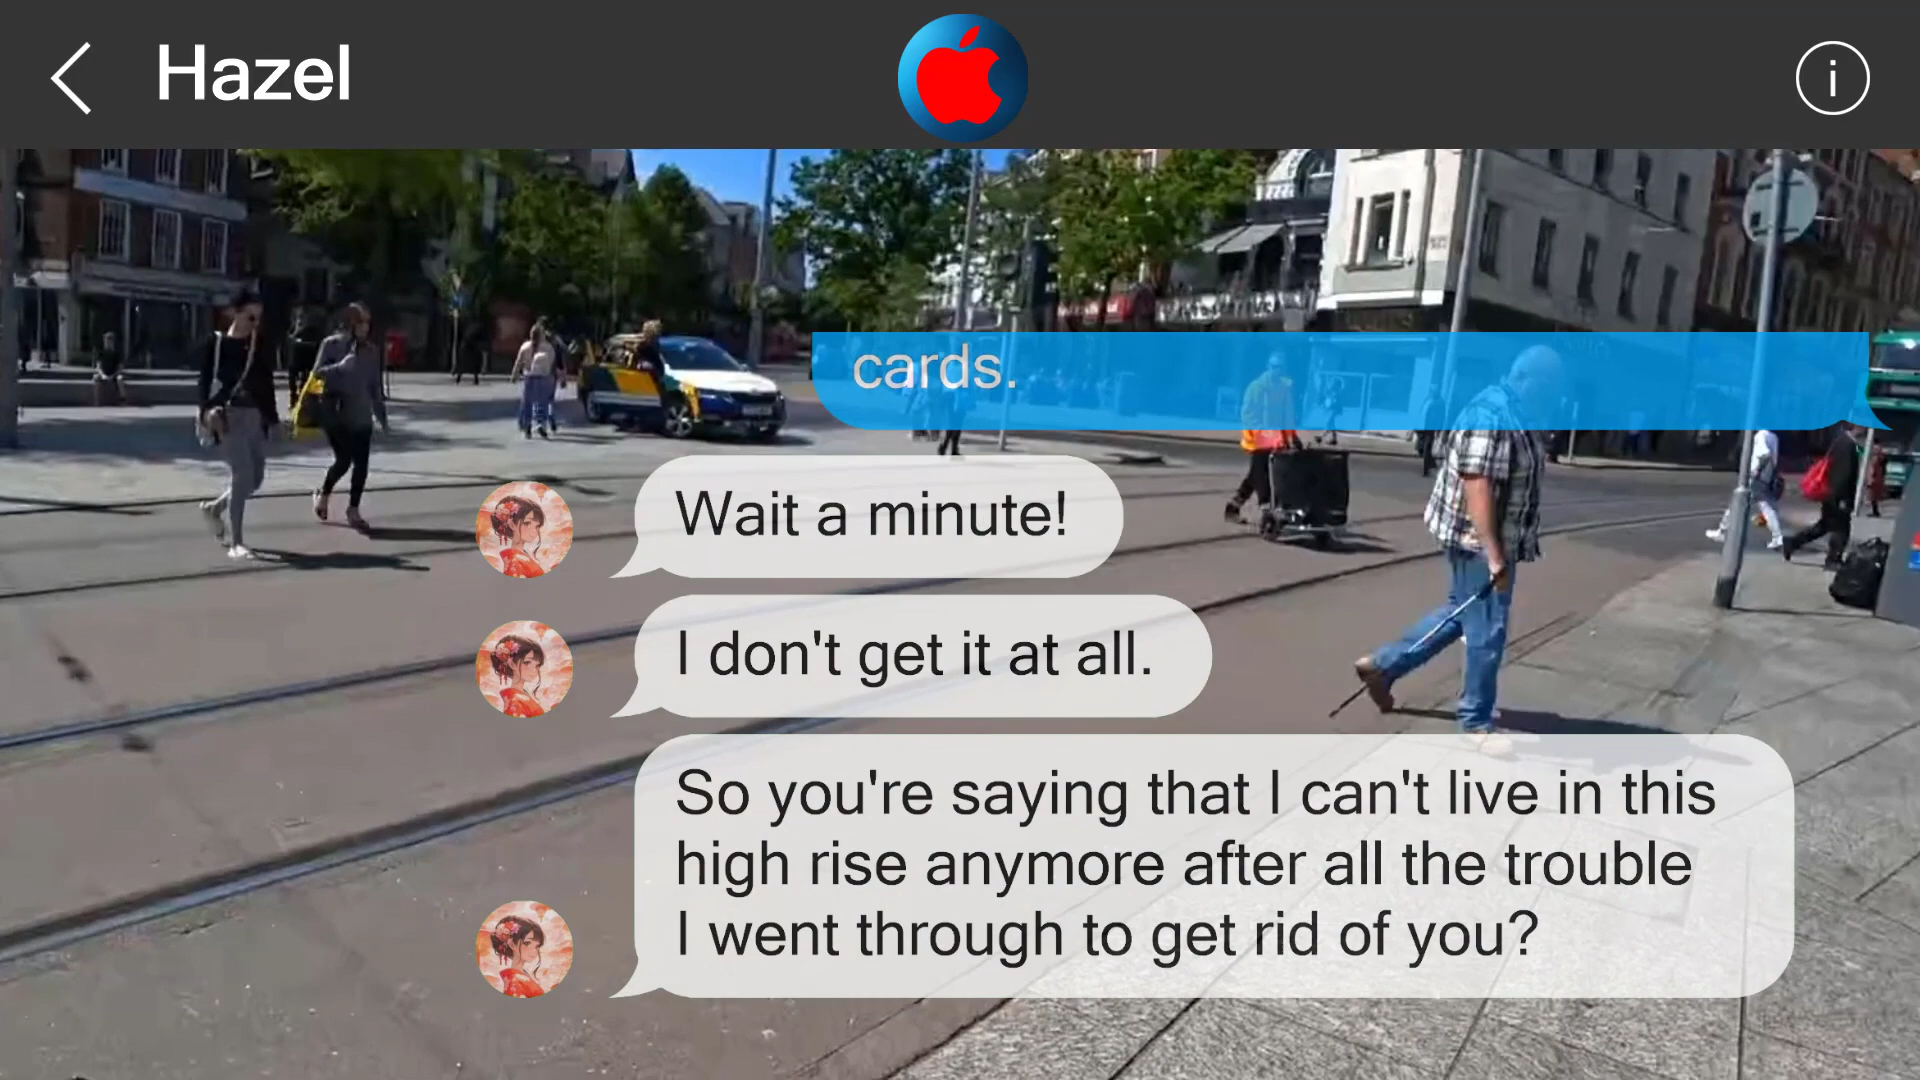 Hazel
i
cards.
Wait a minute!
I don't get it at all.
So you're saying that I can't live in this
high rise anymore after all the trouble
I went through to get rid of you?